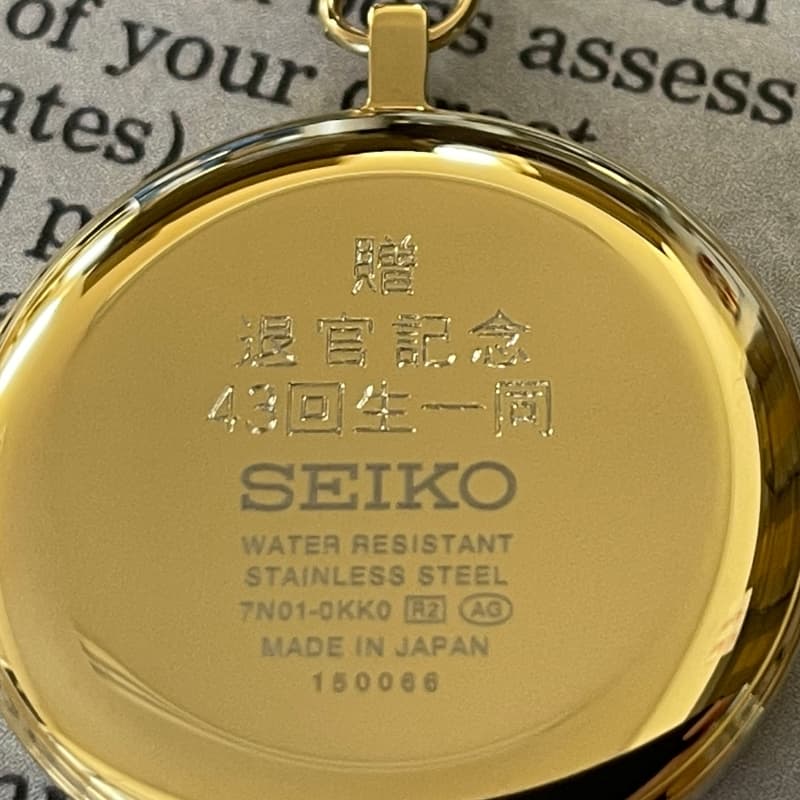 of your boss assess
ates)
贈
退官記念
43回生一同
SEIKO
WATER RESISTANT
STAINLESS STEEL
7N01-0KK0 R2 AG
MADE IN JAPAN
150066